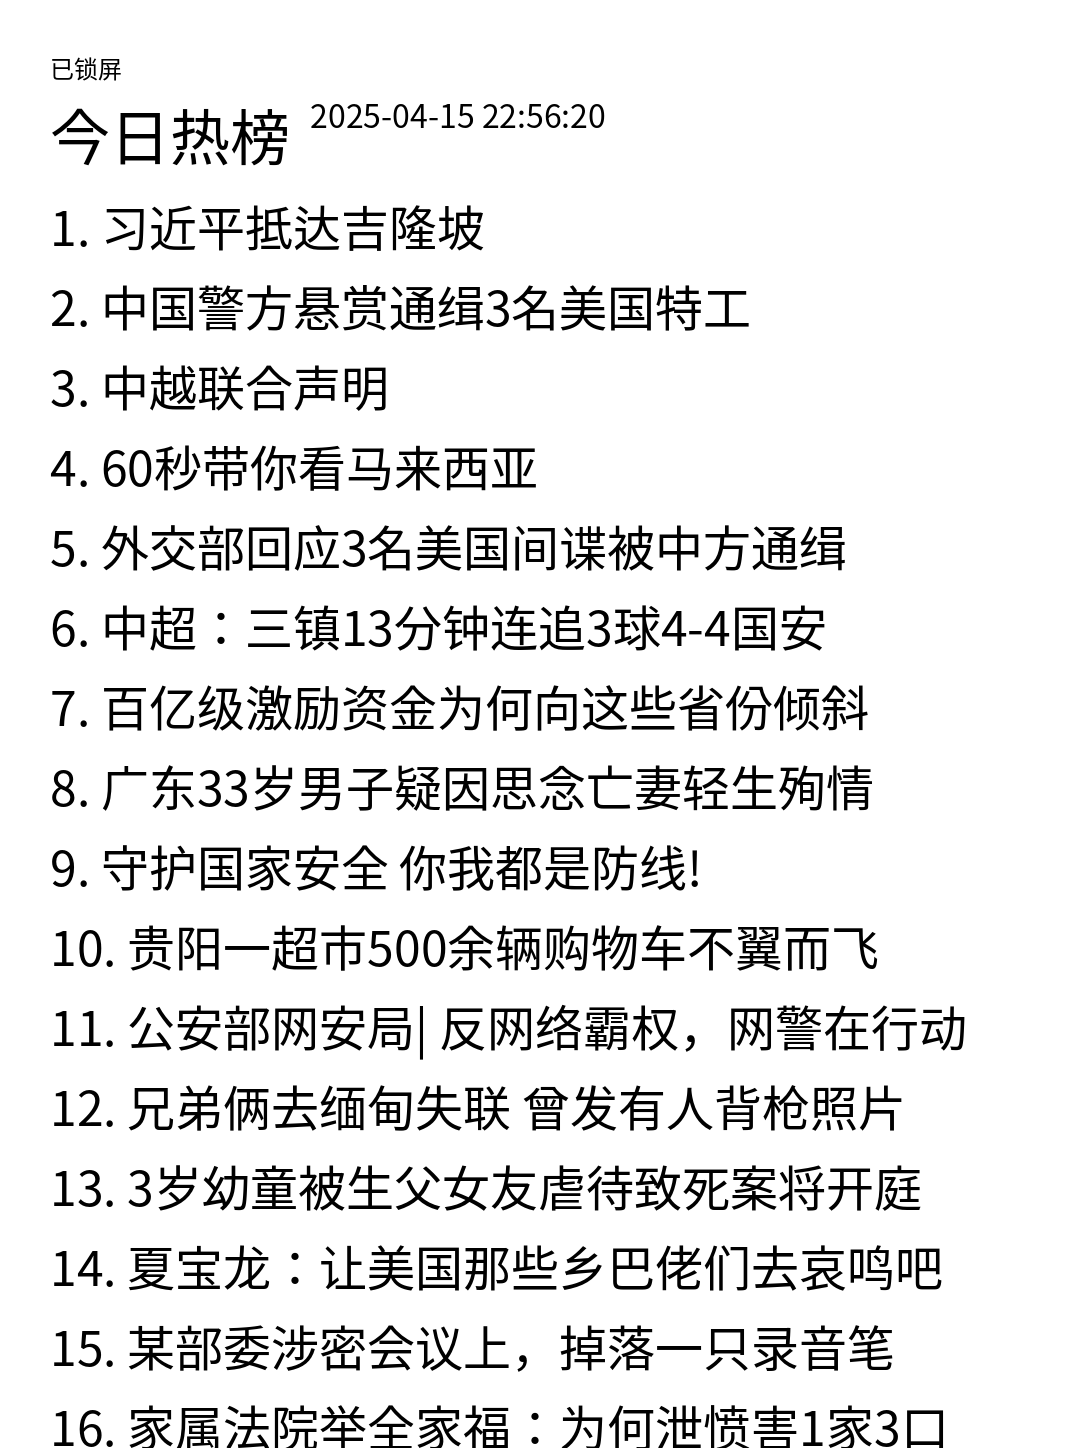 已锁屏
今日热榜 2025-04-15 22:56:20
1. 习近平抵达吉隆坡
2. 中国警方悬赏通缉3名美国特工
3. 中越联合声明
4. 60秒带你看马来西亚
5. 外交部回应3名美国间谍被中方通缉
6. 中超：三镇13分钟连追3球4-4国安
7. 百亿级激励资金为何向这些省份倾斜
8. 广东33岁男子疑因思念亡妻轻生殉情
9. 守护国家安全 你我都是防线!
10. 贵阳一超市500余辆购物车不翼而飞
11. 公安部网安局| 反网络霸权，网警在行动
12. 兄弟俩去缅甸失联 曾发有人背枪照片
13. 3岁幼童被生父女友虐待致死案将开庭
14. 夏宝龙：让美国那些乡巴佬们去哀鸣吧
15. 某部委涉密会议上，掉落一只录音笔
16. 家属法院举全家福：为何泄愤害1家3口